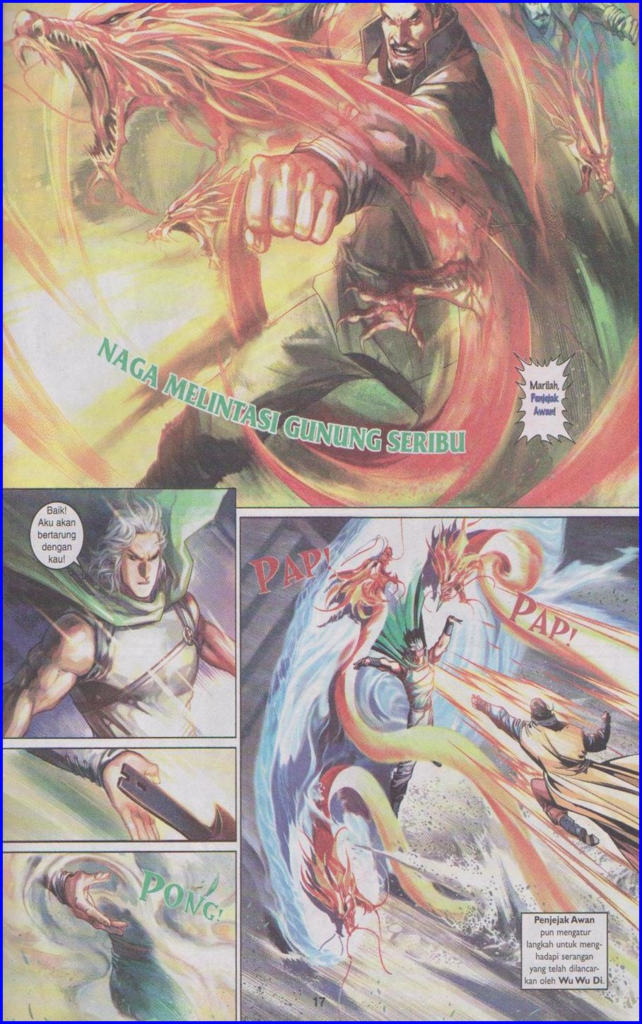 NAGA MELINTASI GUNUNG SERIBU
Marilah,
Penjejak
Awan!
Baik!
Aku akan
bertarung
dengan
kau!
PAP!
PAP!
PONG!
Penjejak Awan
pun mengatur
langkah untuk meng-
hadapi serangan
yang telah dilancar-
kan oleh Wu Wu Di.
17